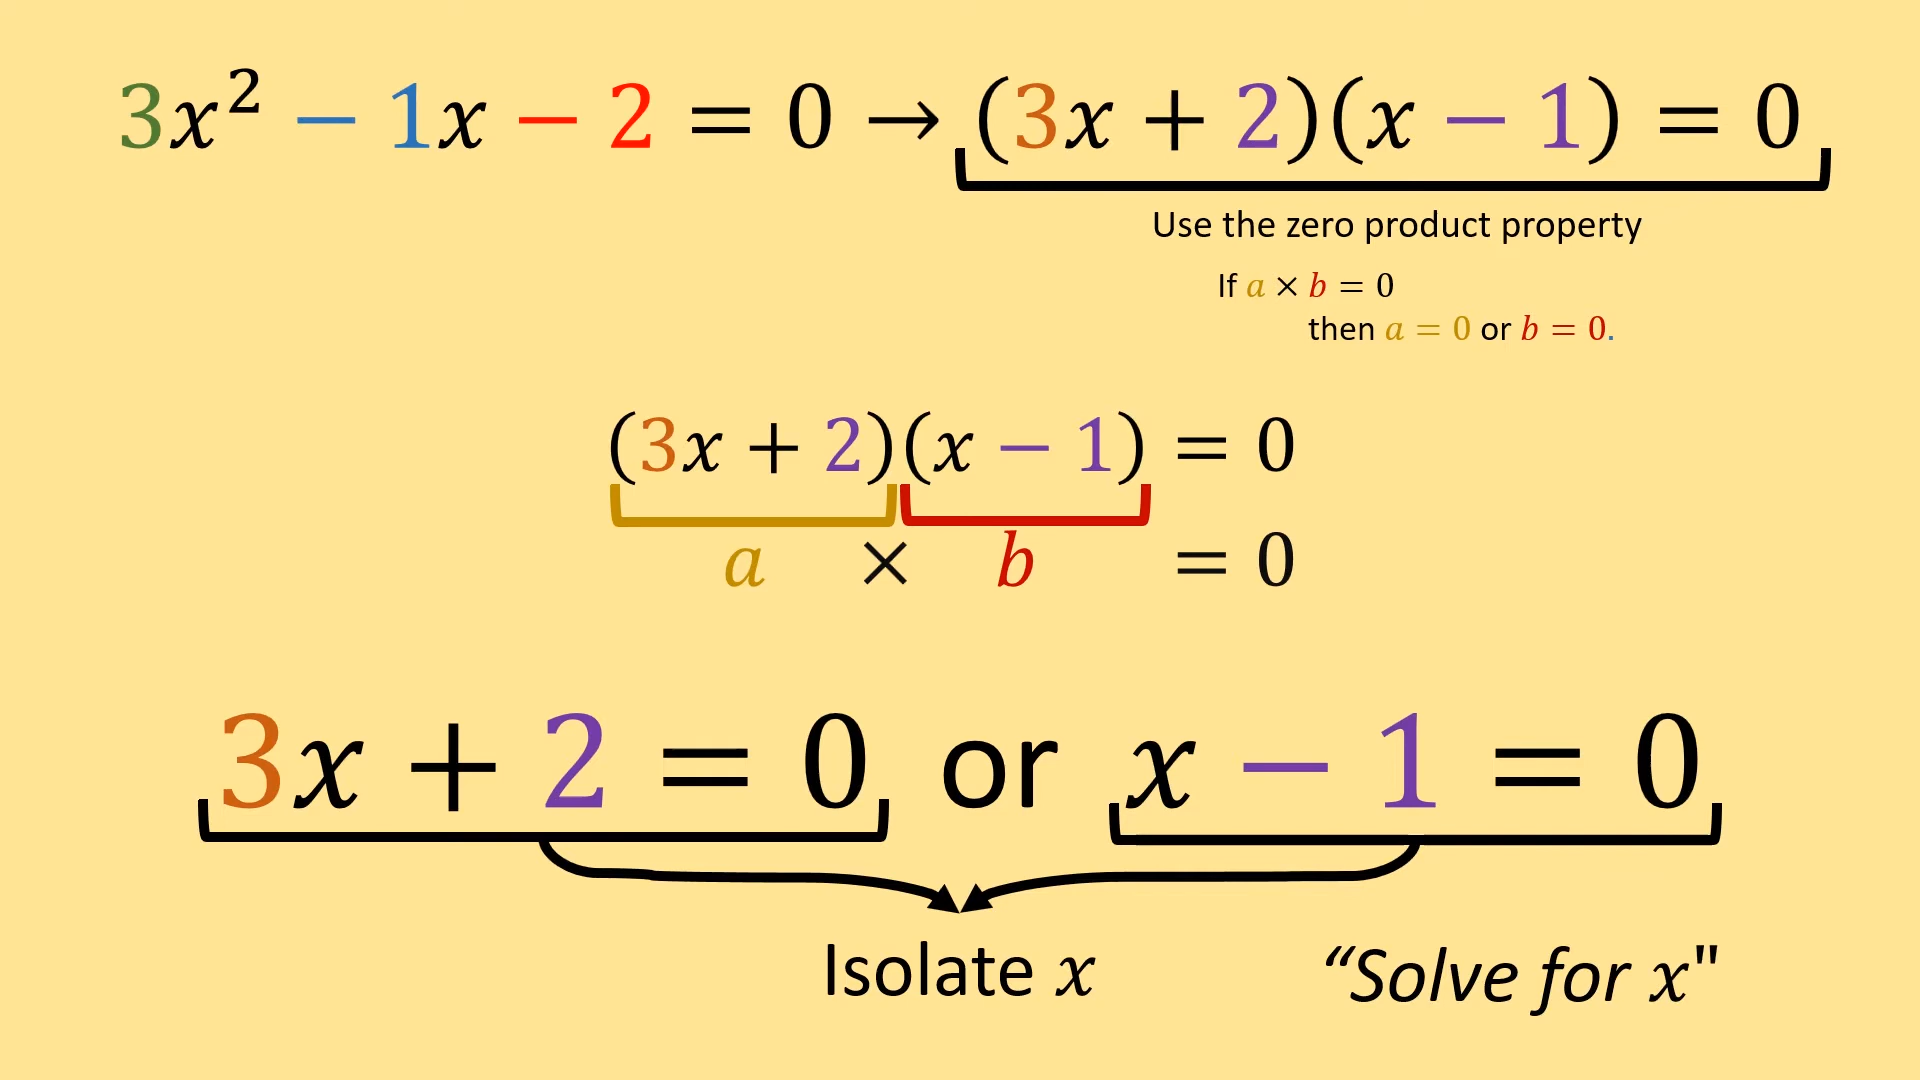 3x² − 1x − 2 = 0 → (3x + 2)(x − 1) = 0
Use the zero product property
If a × b = 0
then a = 0 or b = 0.
(3x + 2)(x − 1) = 0
a × b = 0
3x + 2 = 0 or x − 1 = 0
Isolate x
“Solve for x"